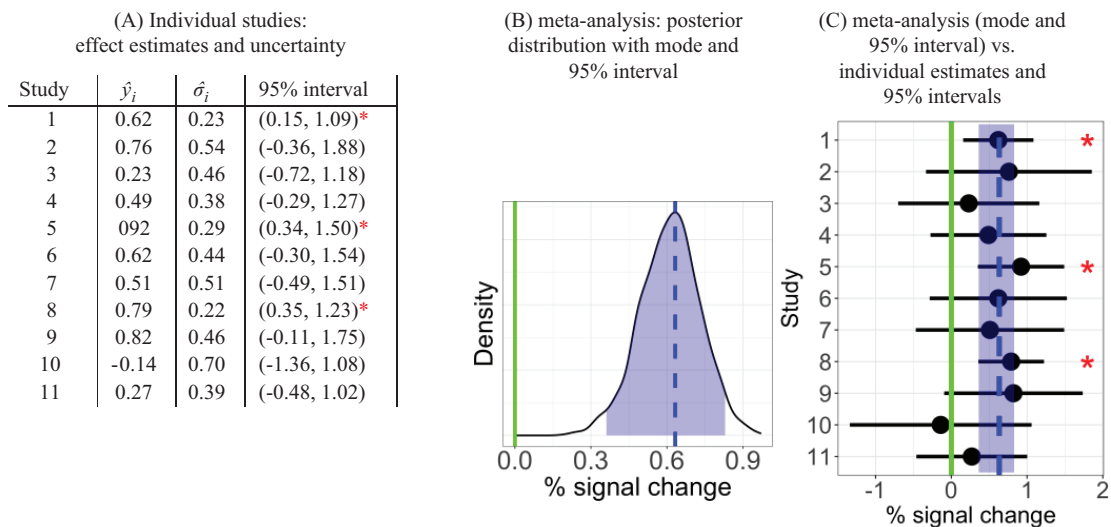 (A) Individual studies:
effect estimates and uncertainty
Study ŷᵢ σ̂ᵢ 95% interval
1 0.62 0.23 (0.15, 1.09)*
2 0.76 0.54 (-0.36, 1.88)
3 0.23 0.46 (-0.72, 1.18)
4 0.49 0.38 (-0.29, 1.27)
5 092 0.29 (0.34, 1.50)*
6 0.62 0.44 (-0.30, 1.54)
7 0.51 0.51 (-0.49, 1.51)
8 0.79 0.22 (0.35, 1.23)*
9 0.82 0.46 (-0.11, 1.75)
10 -0.14 0.70 (-1.36, 1.08)
11 0.27 0.39 (-0.48, 1.02)
(B) meta-analysis: posterior
distribution with mode and
95% interval
Density
0.0 0.3 0.6 0.9
% signal change
(C) meta-analysis (mode and
95% interval) vs.
individual estimates and
95% intervals
Study
1 *
2
3
4
5 *
6
7
8 *
9
10
11
-1 0 1 2
% signal change